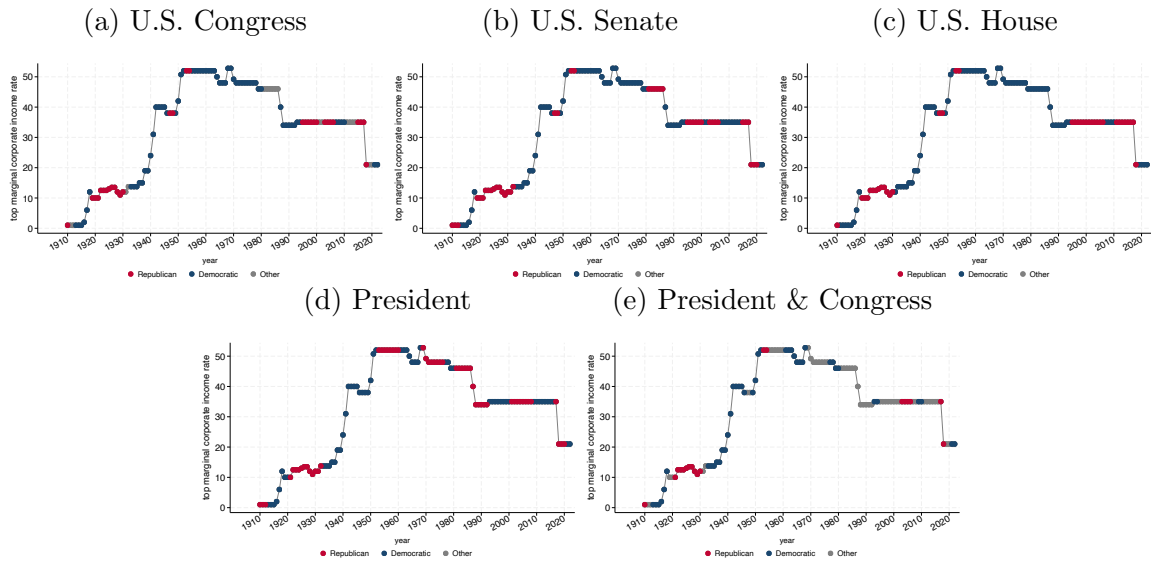 (a) U.S. Congress
(b) U.S. Senate
(c) U.S. House
top marginal corporate income rate
50
40
30
20
10
0
1910 1920 1930 1940 1950 1960 1970 1980 1990 2000 2010 2020
year
Republican Democratic Other
top marginal corporate income rate
50
40
30
20
10
0
1910 1920 1930 1940 1950 1960 1970 1980 1990 2000 2010 2020
year
Republican Democratic Other
top marginal corporate income rate
50
40
30
20
10
0
1910 1920 1930 1940 1950 1960 1970 1980 1990 2000 2010 2020
year
Republican Democratic Other
(d) President
(e) President & Congress
top marginal corporate income rate
50
40
30
20
10
0
1910 1920 1930 1940 1950 1960 1970 1980 1990 2000 2010 2020
year
Republican Democratic Other
top marginal corporate income rate
50
40
30
20
10
0
1910 1920 1930 1940 1950 1960 1970 1980 1990 2000 2010 2020
year
Republican Democratic Other